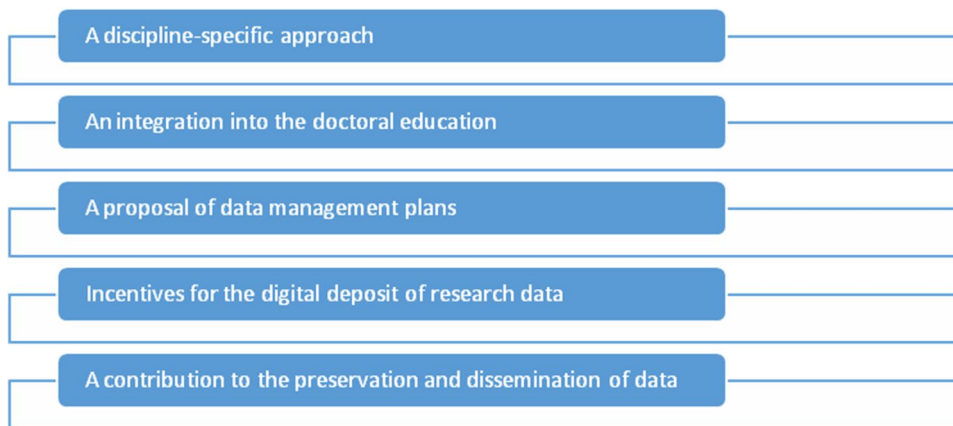 A discipline-specific approach
An integration into the doctoral education
A proposal of data management plans
Incentives for the digital deposit of research data
A contribution to the preservation and dissemination of data